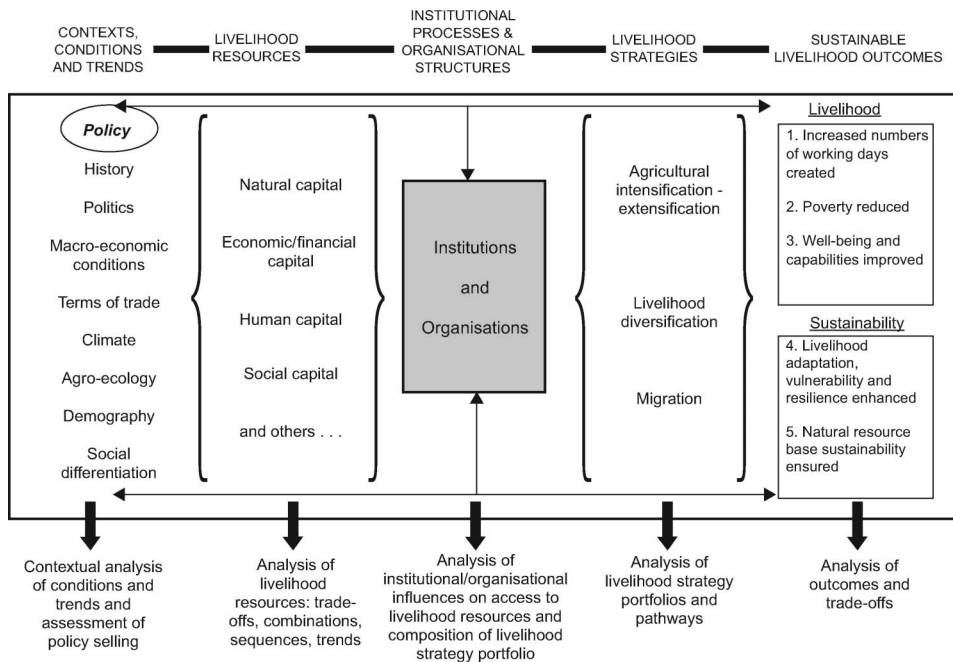 CONTEXTS,
CONDITIONS
AND TRENDS
LIVELIHOOD
RESOURCES
INSTITUTIONAL
PROCESSES &
ORGANISATIONAL
STRUCTURES
LIVELIHOOD
STRATEGIES
SUSTAINABLE
LIVELIHOOD OUTCOMES
Policy
History
Politics
Macro-economic
conditions
Terms of trade
Climate
Agro-ecology
Demography
Social
differentiation
Natural capital
Economic/financial
capital
Human capital
Social capital
and others . . .
Institutions
and
Organisations
Agricultural
intensification -
extensification
Livelihood
diversification
Migration
Livelihood
1. Increased numbers
of working days
created
2. Poverty reduced
3. Well-being and
capabilities improved
Sustainability
4. Livelihood
adaptation,
vulnerability and
resilience enhanced
5. Natural resource
base sustainability
ensured
Contextual analysis
of conditions and
trends and
assessment of
policy selling
Analysis of
livelihood
resources: trade-
offs, combinations,
sequences, trends
Analysis of
institutional/organisational
influences on access to
livelihood resources and
composition of livelihood
strategy portfolio
Analysis of
livelihood strategy
portfolios and
pathways
Analysis of
outcomes and
trade-offs